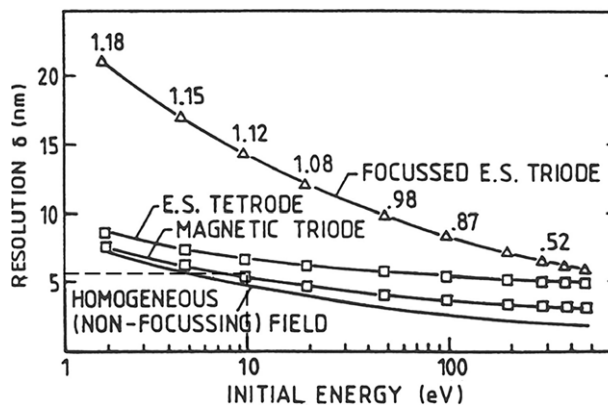 1.18
1.15
1.12
1.08
.98
.87
.52
FOCUSSED E.S. TRIODE
E.S. TETRODE
MAGNETIC TRIODE
HOMOGENEOUS
(NON-FOCUSSING) FIELD
RESOLUTION δ (nm)
20
15
10
5
1
10
100
INITIAL ENERGY (eV)